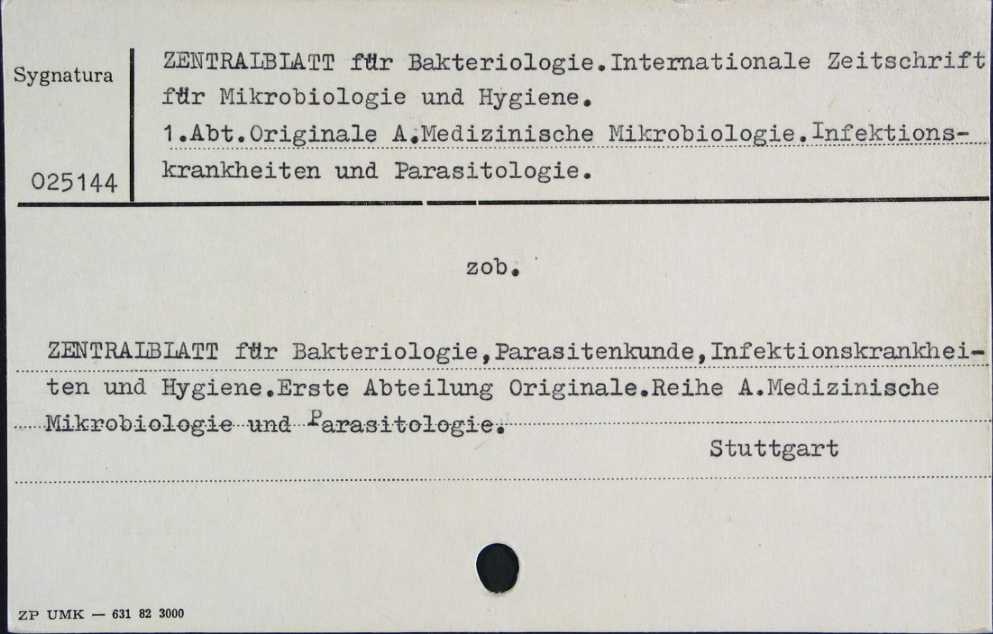 ZENTRALBLATT für Bakteriologie.Internationale Zeitschrift
Sygnatura
für Mikrobiologie und Hygiene.
1.Abt.Originale A.Medizinische Mikrobiologie.Infektions-
krankheiten und Parasitologie.
025144
zob.
ZENTRALBLATT für Bakteriologie,Parasitenkunde,Infektionskrankhei-
ten und Hygiene.Erste Abteilung Originale.Reihe A.Medizinische
Mikrobiologie und Parasitologie.
Stuttgart
ZP UMK — 631 82 3000